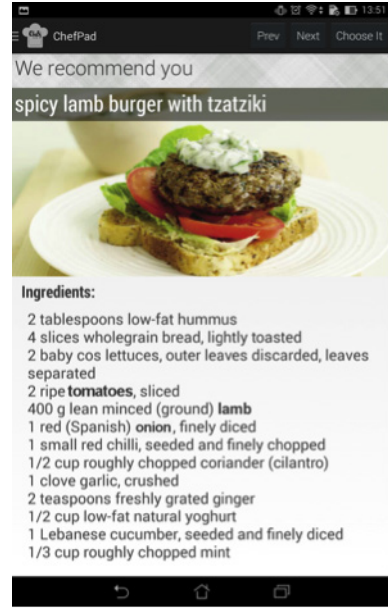 13:51
ChefPad
Prev Next Choose It
We recommend you
spicy lamb burger with tzatziki
Ingredients:
2 tablespoons low-fat hummus
4 slices wholegrain bread, lightly toasted
2 baby cos lettuces, outer leaves discarded, leaves
separated
2 ripe tomatoes, sliced
400 g lean minced (ground) lamb
1 red (Spanish) onion, finely diced
1 small red chilli, seeded and finely chopped
1/2 cup roughly chopped coriander (cilantro)
1 clove garlic, crushed
2 teaspoons freshly grated ginger
1/2 cup low-fat natural yoghurt
1 Lebanese cucumber, seeded and finely diced
1/3 cup roughly chopped mint